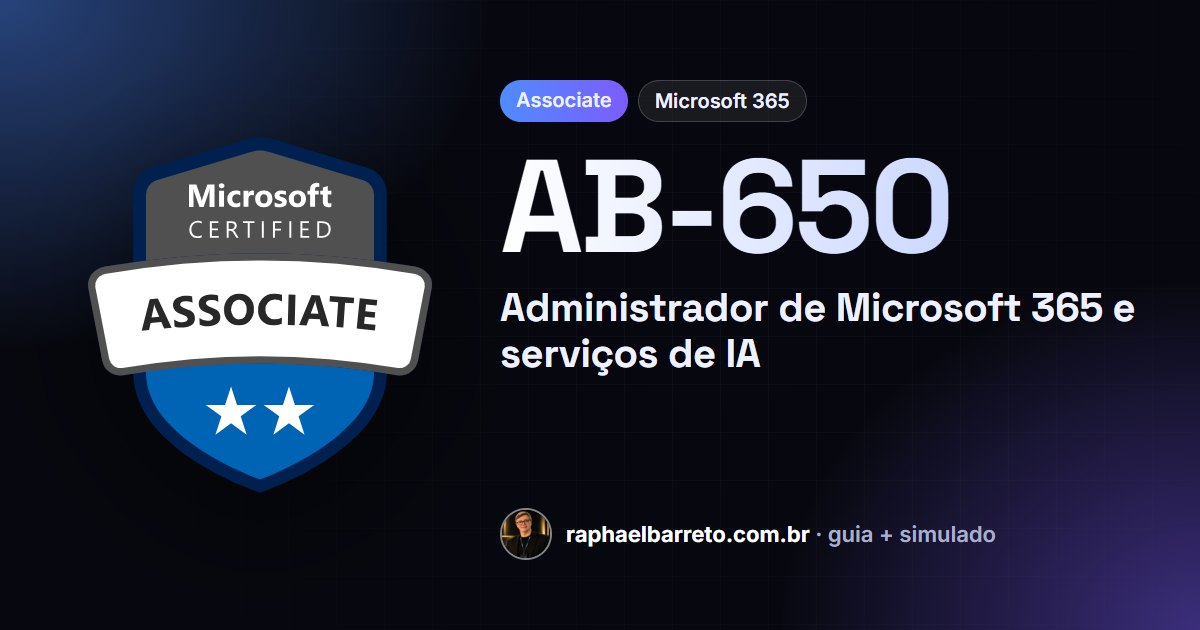 Microsoft
CERTIFIED
ASSOCIATE
Associate
Microsoft 365
AB-650
Administrador de Microsoft 365 e
serviços de IA
raphaelbarreto.com.br · guia + simulado